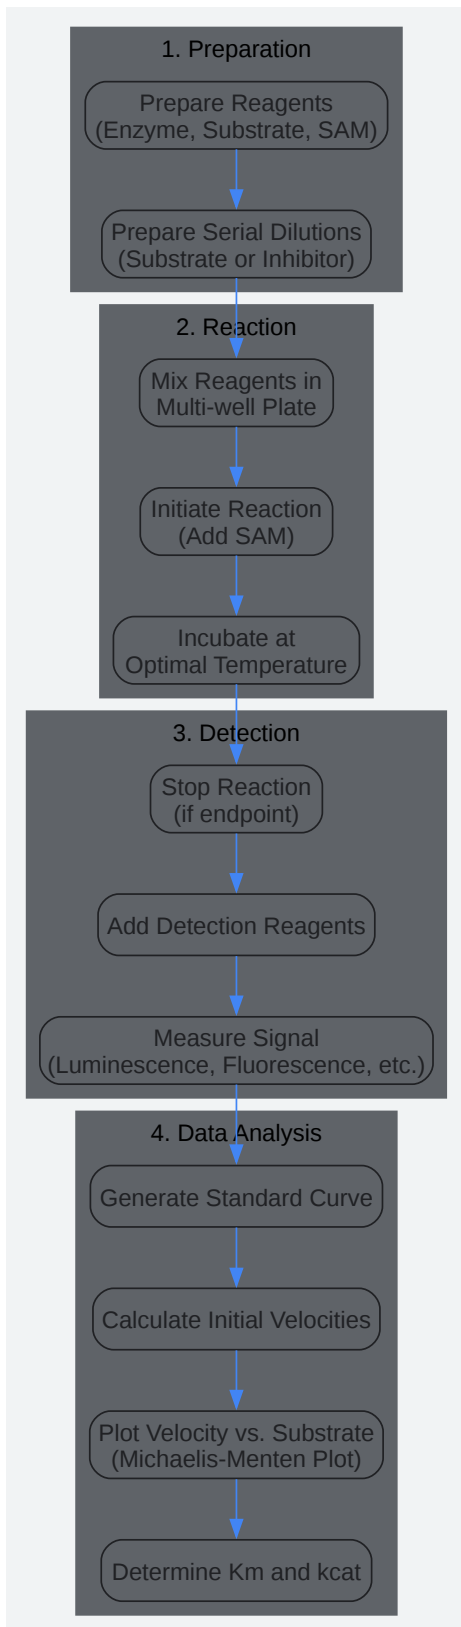 1. Preparation
Prepare Reagents
(Enzyme, Substrate, SAM)
Prepare Serial Dilutions
(Substrate or Inhibitor)
2. Reaction
Mix Reagents in
Multi-well Plate
Initiate Reaction
(Add SAM)
Incubate at
Optimal Temperature
3. Detection
Stop Reaction
(if endpoint)
Add Detection Reagents
Measure Signal
(Luminescence, Fluorescence, etc.)
4. Data Analysis
Generate Standard Curve
Calculate Initial Velocities
Plot Velocity vs. Substrate
(Michaelis-Menten Plot)
Determine Km and kcat